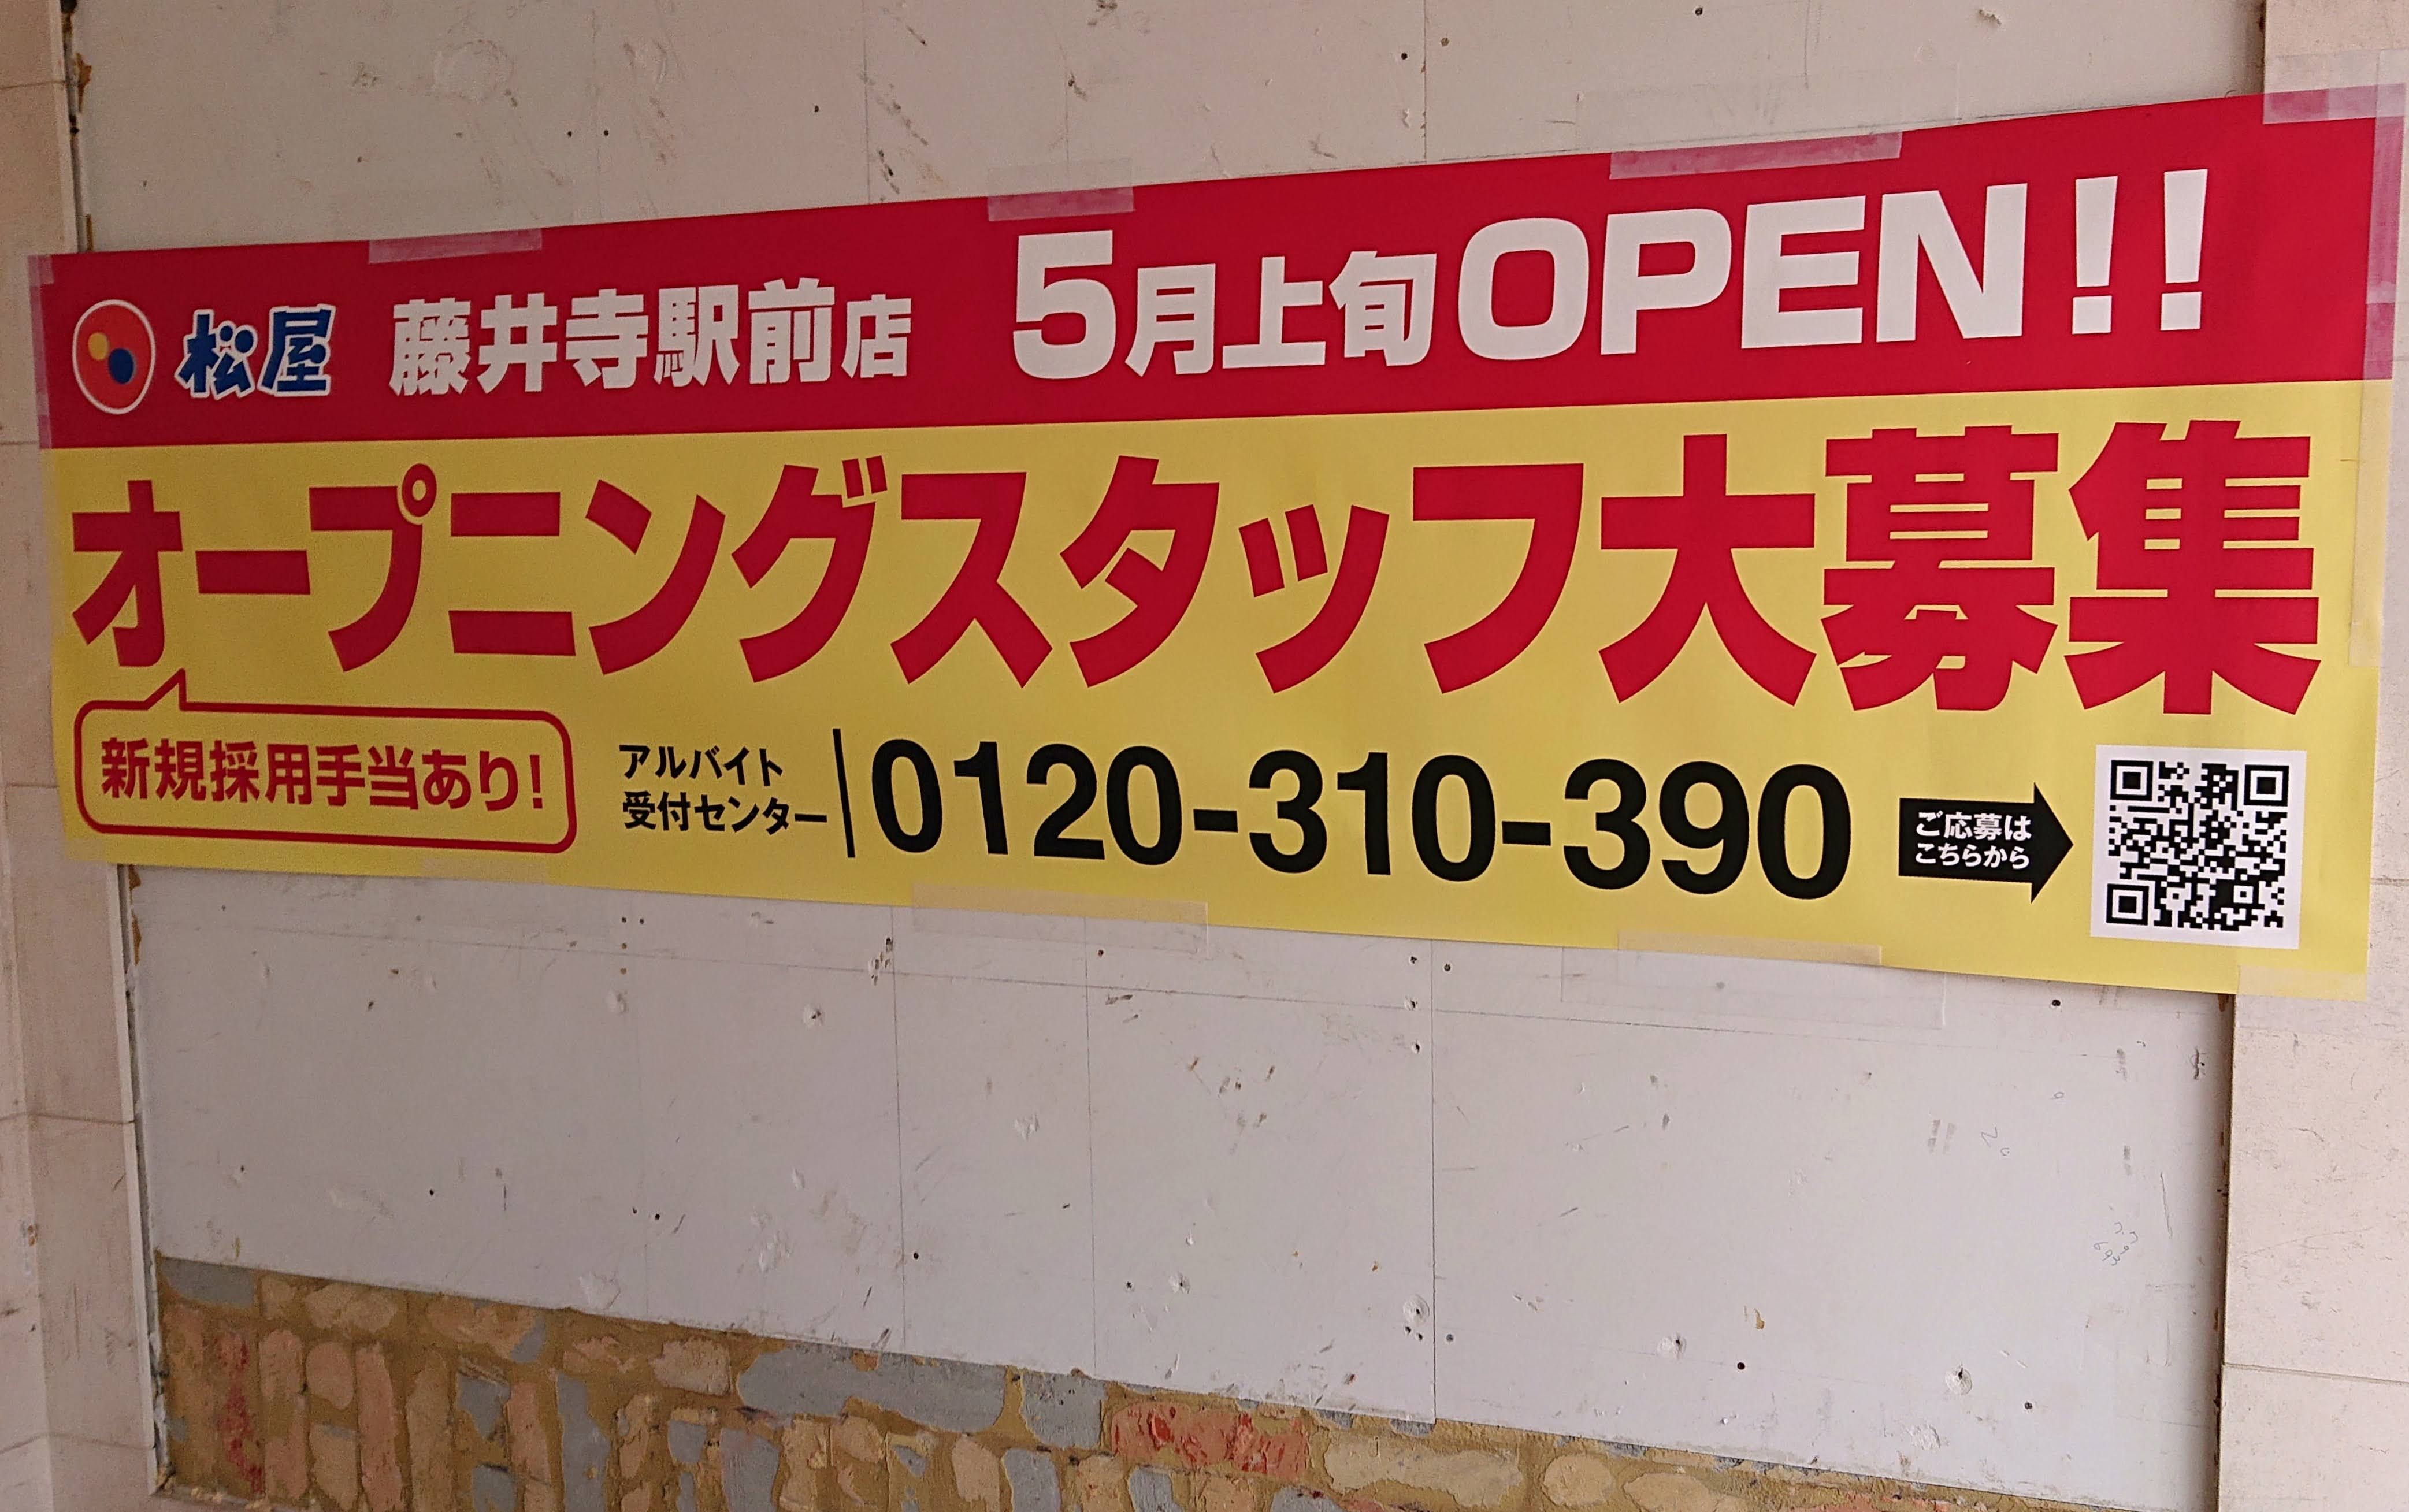 松屋 藤井寺駅前店 5月上旬OPEN!!
オープニングスタッフ大募集
新規採用手当あり!
アルバイト
受付センター
0120-310-390
ご応募は
こちらから